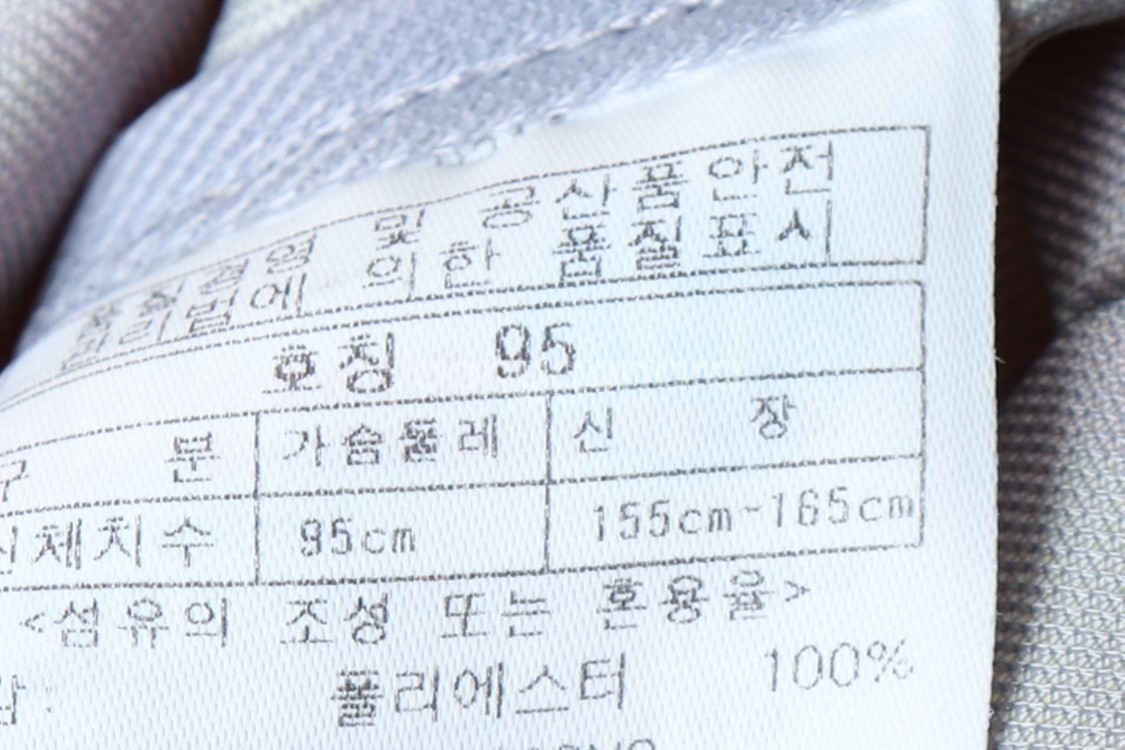 품질경영 및 공산품안전
관리법에 의한 품질표시
호칭 95
구 분 가슴둘레 신 장
신체치수 95cm 155cm~165cm
<섬유의 조성 또는 혼용율>
겉감: 폴리에스터 100%